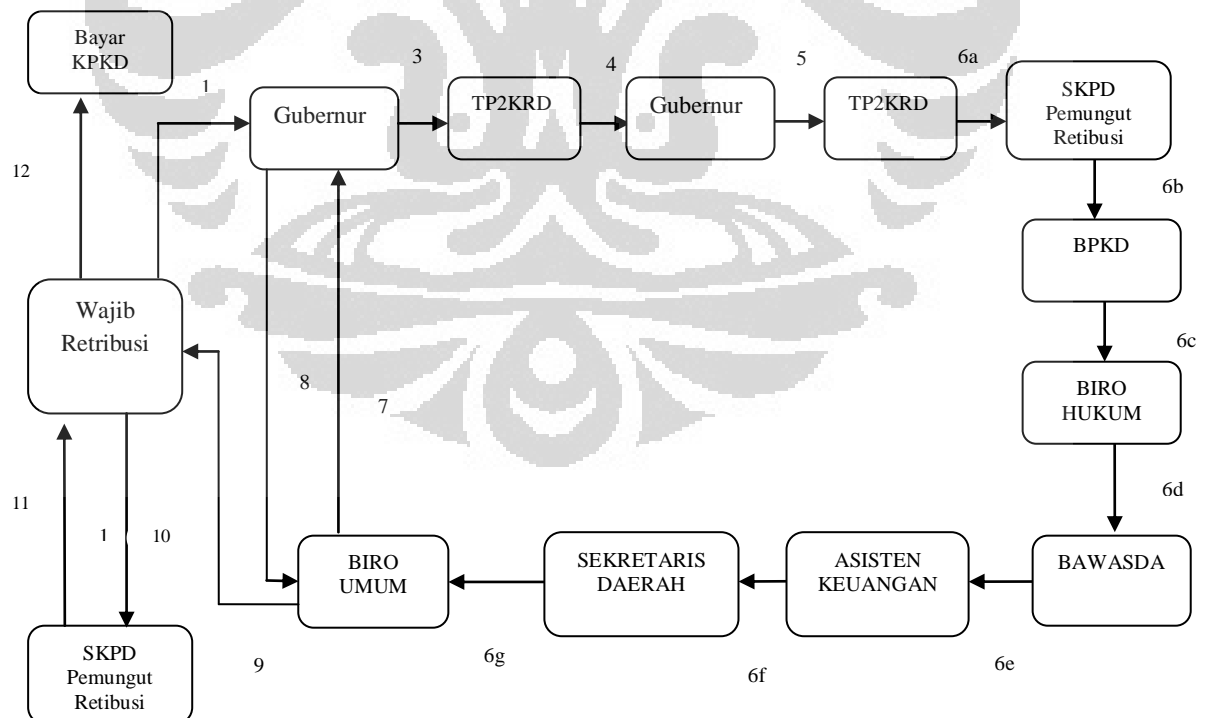 Bayar
KPKD
1
3
4
5
6a
Gubernur
TP2KRD
Gubernur
TP2KRD
SKPD
Pemungut
Retibusi
12
6b
BPKD
Wajib
Retribusi
6c
8
7
BIRO
HUKUM
6d
11
1
10
BIRO
UMUM
SEKRETARIS
DAERAH
ASISTEN
KEUANGAN
BAWASDA
SKPD
Pemungut
Retibusi
9
6g
6f
6e